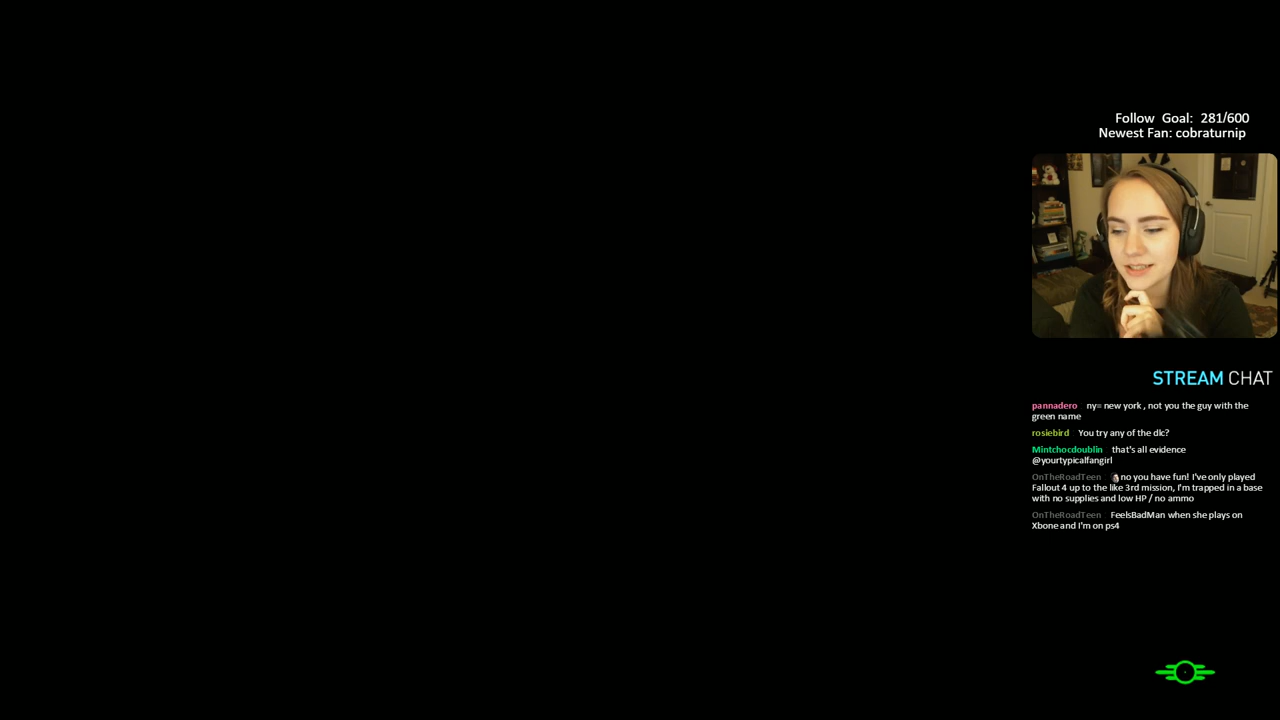 Follow Goal: 281/600
Newest Fan: cobraturnip
STREAM CHAT
pannadero ny= new york , not you the guy with the
green name
rosiebird You try any of the dlc?
Mintchocdoublin that's all evidence
@yourtypicalfangirl
OnTheRoadTeen no you have fun! I've only played
Fallout 4 up to the like 3rd mission, I'm trapped in a base
with no supplies and low HP / no ammo
OnTheRoadTeen FeelsBadMan when she plays on
Xbone and I'm on ps4